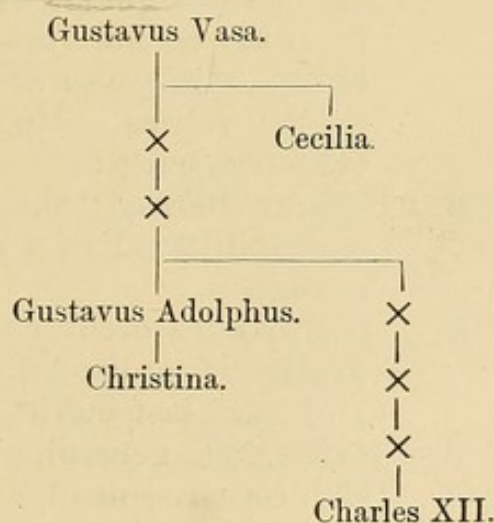 Gustavus Vasa.
Cecilia.
Gustavus Adolphus.
Christina.
Charles XII.